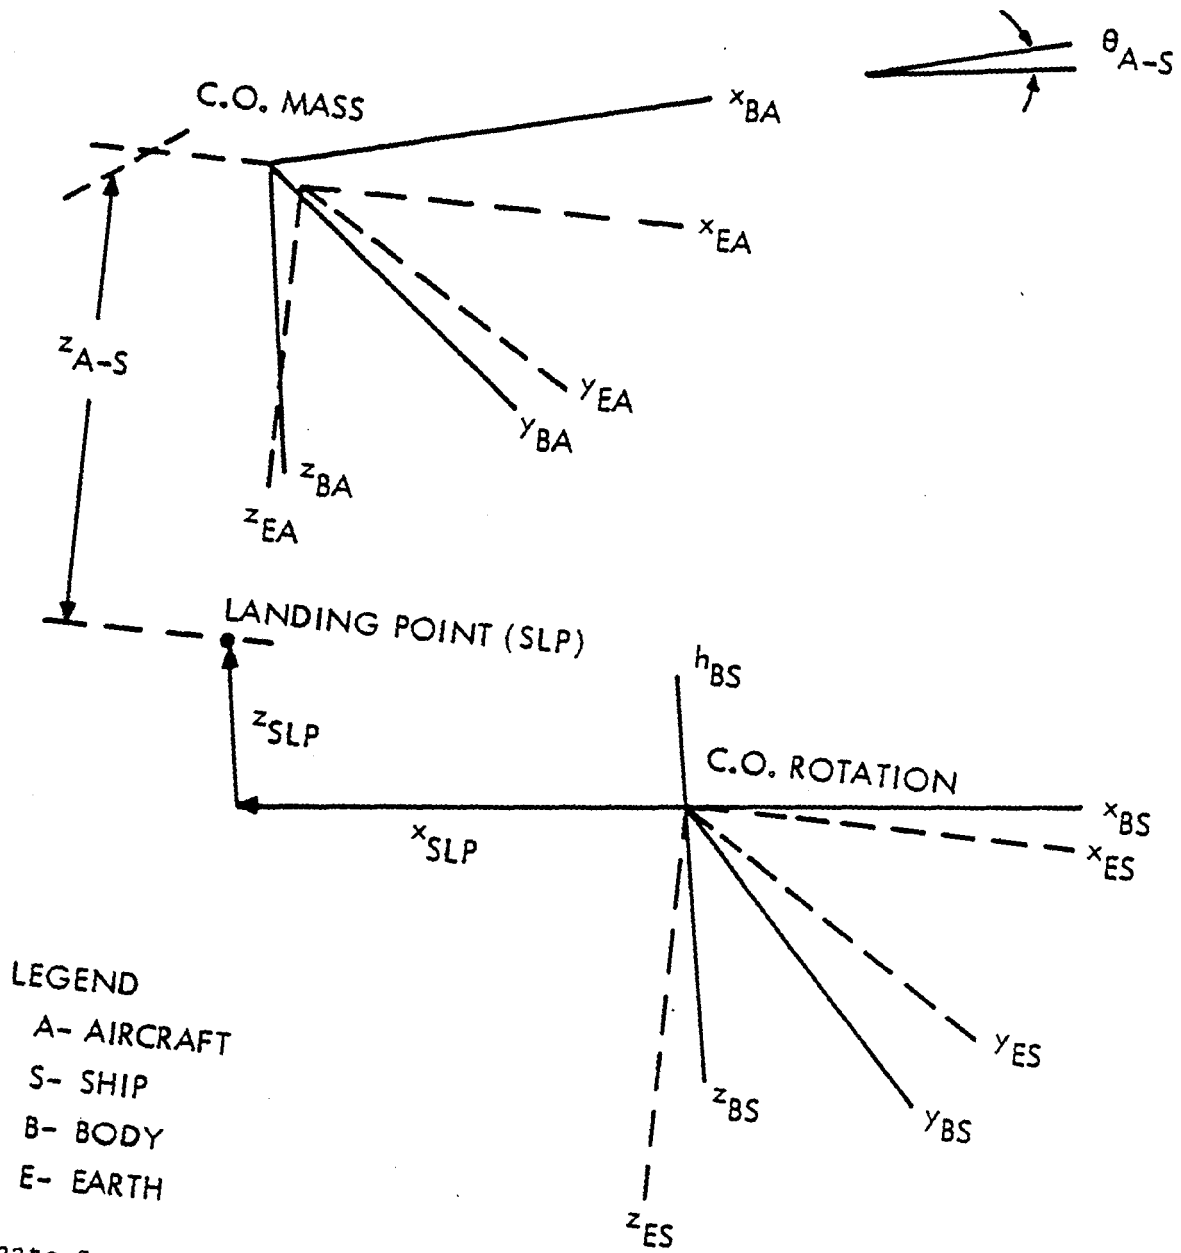 θA-S
C.O. MASS
xBA
xEA
zA-S
yEA
yBA
zBA
zEA
LANDING POINT (SLP)
hBS
zSLP
C.O. ROTATION
xBS
xSLP
xES
LEGEND
A- AIRCRAFT
S- SHIP
B- BODY
E- EARTH
yES
zBS
yBS
zES